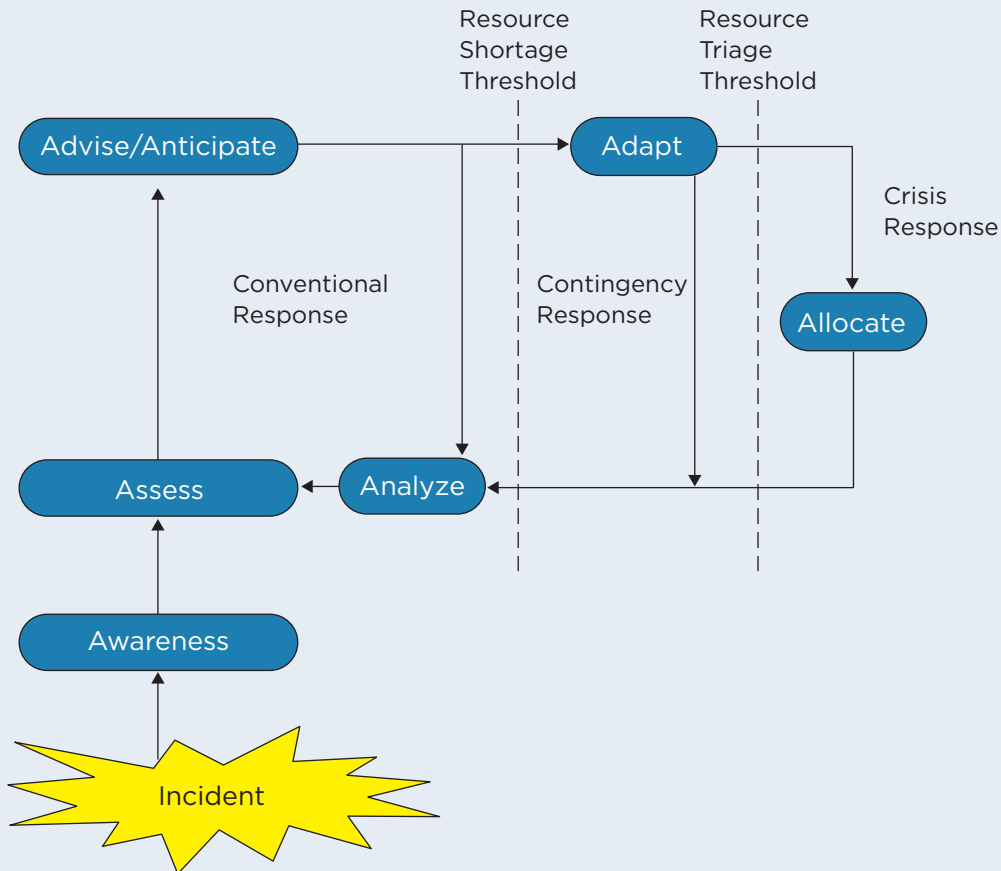 Resource
Shortage
Threshold
Resource
Triage
Threshold
Advise/Anticipate
Adapt
Crisis
Response
Conventional
Response
Contingency
Response
Allocate
Assess
Analyze
Awareness
Incident